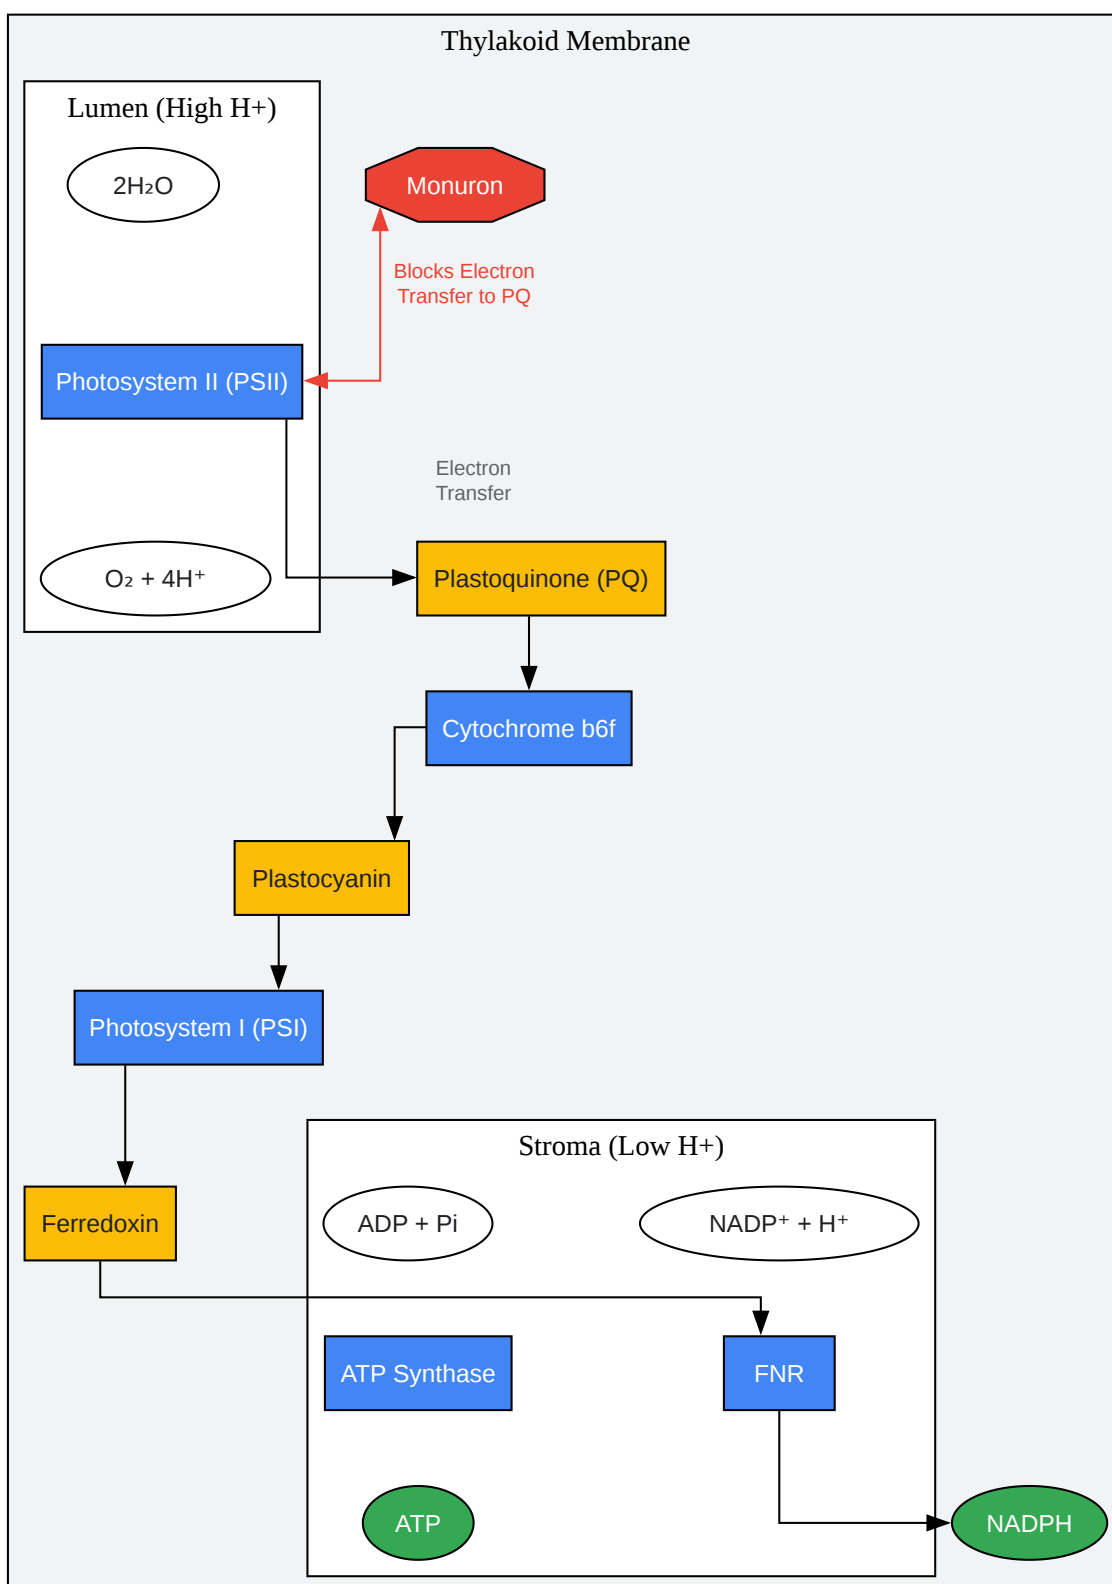 Thylakoid Membrane
Lumen (High H+)
2H₂O
Monuron
Blocks Electron
Transfer to PQ
Photosystem II (PSII)
Electron
Transfer
O₂ + 4H⁺
Plastoquinone (PQ)
Cytochrome b6f
Plastocyanin
Photosystem I (PSI)
Stroma (Low H+)
Ferredoxin
ADP + Pi
NADP⁺ + H⁺
ATP Synthase
FNR
ATP
NADPH